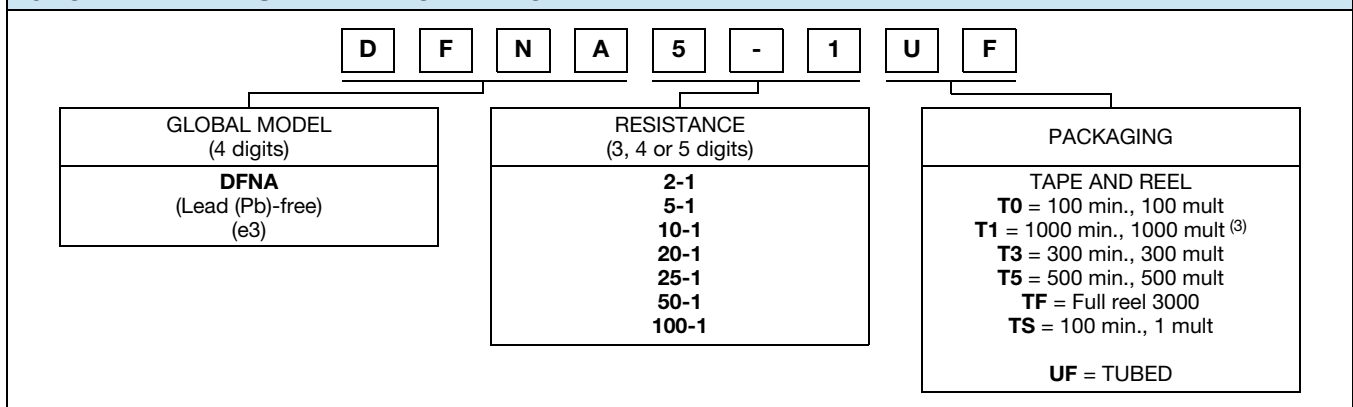 D F N A 5 - 1 U F
GLOBAL MODEL
(4 digits)
DFNA
(Lead (Pb)-free)
(e3)
RESISTANCE
(3, 4 or 5 digits)
2-1
5-1
10-1
20-1
25-1
50-1
100-1
PACKAGING
TAPE AND REEL
T0 = 100 min., 100 mult
T1 = 1000 min., 1000 mult (3)
T3 = 300 min., 300 mult
T5 = 500 min., 500 mult
TF = Full reel 3000
TS = 100 min., 1 mult
UF = TUBED